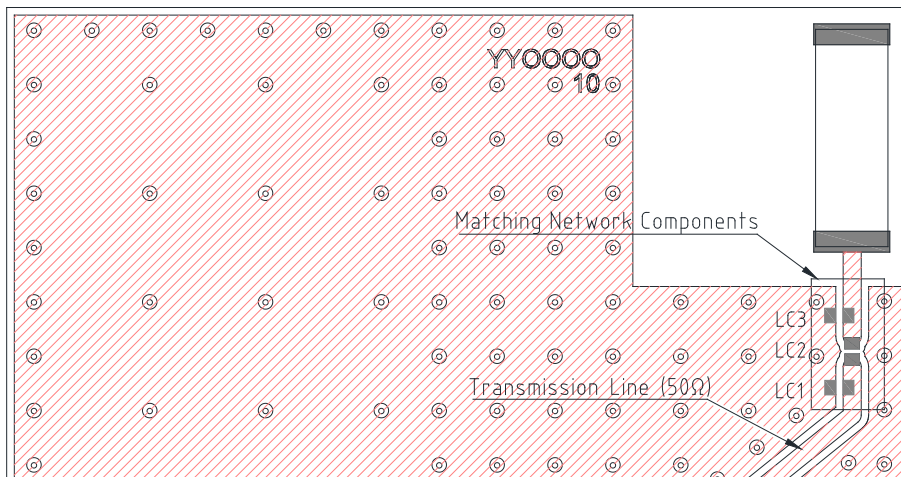 YYOOOO
10
Matching Network Components
LC3
LC2
LC1
Transmission Line (50Ω)